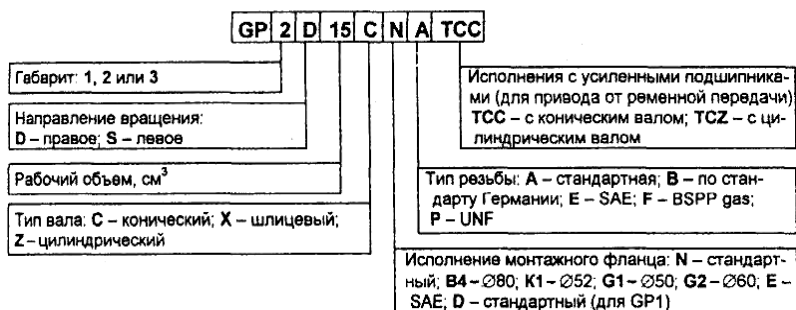 GP 2 D 15 C N A TCC
Габарит: 1, 2 или 3
Направление вращения:
D – правое; S – левое
Рабочий объем, см³
Тип вала: C – конический; X – шлицевый;
Z – цилиндрический
Исполнения с усиленными подшипника-
ми (для привода от ременной передачи)
TCC – с коническим валом; TCZ – с ци-
линдрическим валом
Тип резьбы: A – стандартная; B – по стан-
дарту Германии; E – SAE; F – BSPP gas;
P – UNF
Исполнение монтажного фланца: N – стандарт-
ный; B4 – ∅80; K1 – ∅52; G1 – ∅50; G2 – ∅60; E –
SAE; D – стандартный (для GP1)